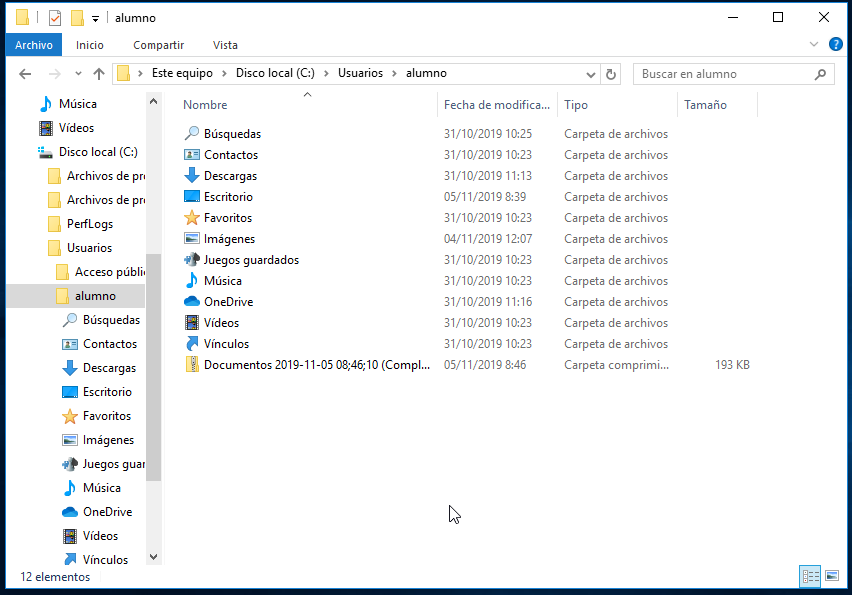 alumno
Archivo Inicio Compartir Vista
Este equipo Disco local (C:) Usuarios alumno
Buscar en alumno
Música
Vídeos
Disco local (C:)
Archivos de pr
Archivos de pr
PerfLogs
Usuarios
Acceso públi
alumno
Búsquedas
Contactos
Descargas
Escritorio
Favoritos
Imágenes
Juegos guar
Música
OneDrive
Vídeos
Vínculos
Nombre Fecha de modifica... Tipo Tamaño
Búsquedas 31/10/2019 10:25 Carpeta de archivos
Contactos 31/10/2019 10:23 Carpeta de archivos
Descargas 31/10/2019 11:13 Carpeta de archivos
Escritorio 05/11/2019 8:39 Carpeta de archivos
Favoritos 31/10/2019 10:23 Carpeta de archivos
Imágenes 04/11/2019 12:07 Carpeta de archivos
Juegos guardados 31/10/2019 10:23 Carpeta de archivos
Música 31/10/2019 10:23 Carpeta de archivos
OneDrive 31/10/2019 11:16 Carpeta de archivos
Vídeos 31/10/2019 10:23 Carpeta de archivos
Vínculos 31/10/2019 10:23 Carpeta de archivos
Documentos 2019-11-05 08;46;10 (Compl... 05/11/2019 8:46 Carpeta comprimi... 193 KB
12 elementos